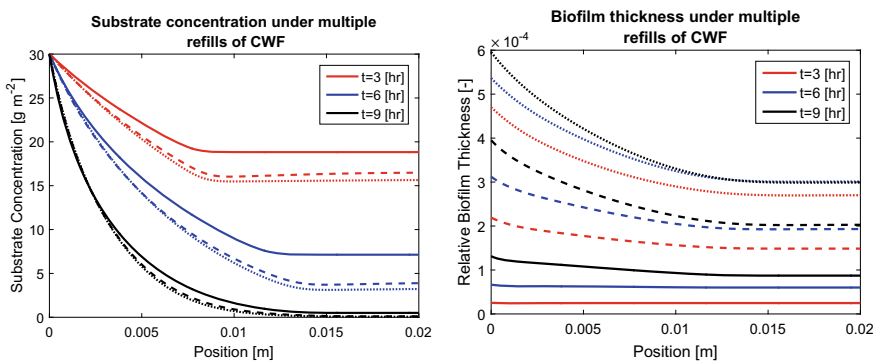 Substrate concentration under multiple
refills of CWF
30
25
20
15
10
5
0
Substrate Concentration [g m-2]
t=3 [hr]
t=6 [hr]
t=9 [hr]
0
0.005
0.01
0.015
0.02
Position [m]
Biofilm thickness under multiple
refills of CWF
6 ×10-4
5
4
3
2
1
0
Relative Biofilm Thickness [-]
t=3 [hr]
t=6 [hr]
t=9 [hr]
0
0.005
0.01
0.015
0.02
Position [m]